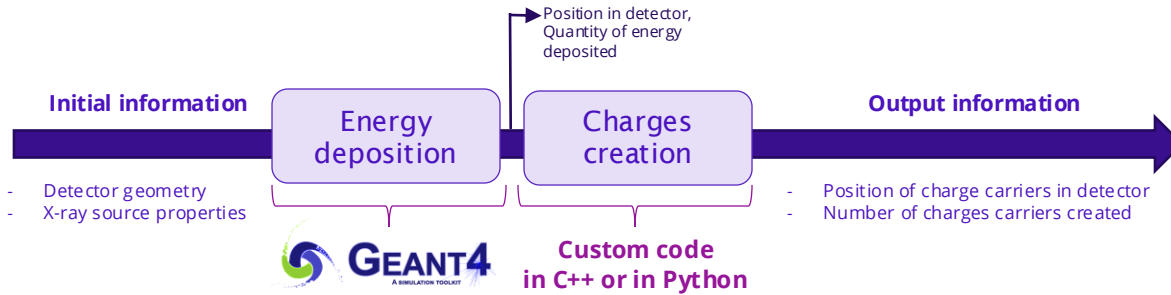 Position in detector,
Quantity of energy
deposited
Initial information
Energy
deposition
Charges
creation
Output information
- Detector geometry
- X-ray source properties
- Position of charge carriers in detector
- Number of charges carriers created
GEANT4
A SIMULATION TOOLKIT
Custom code
in C++ or in Python